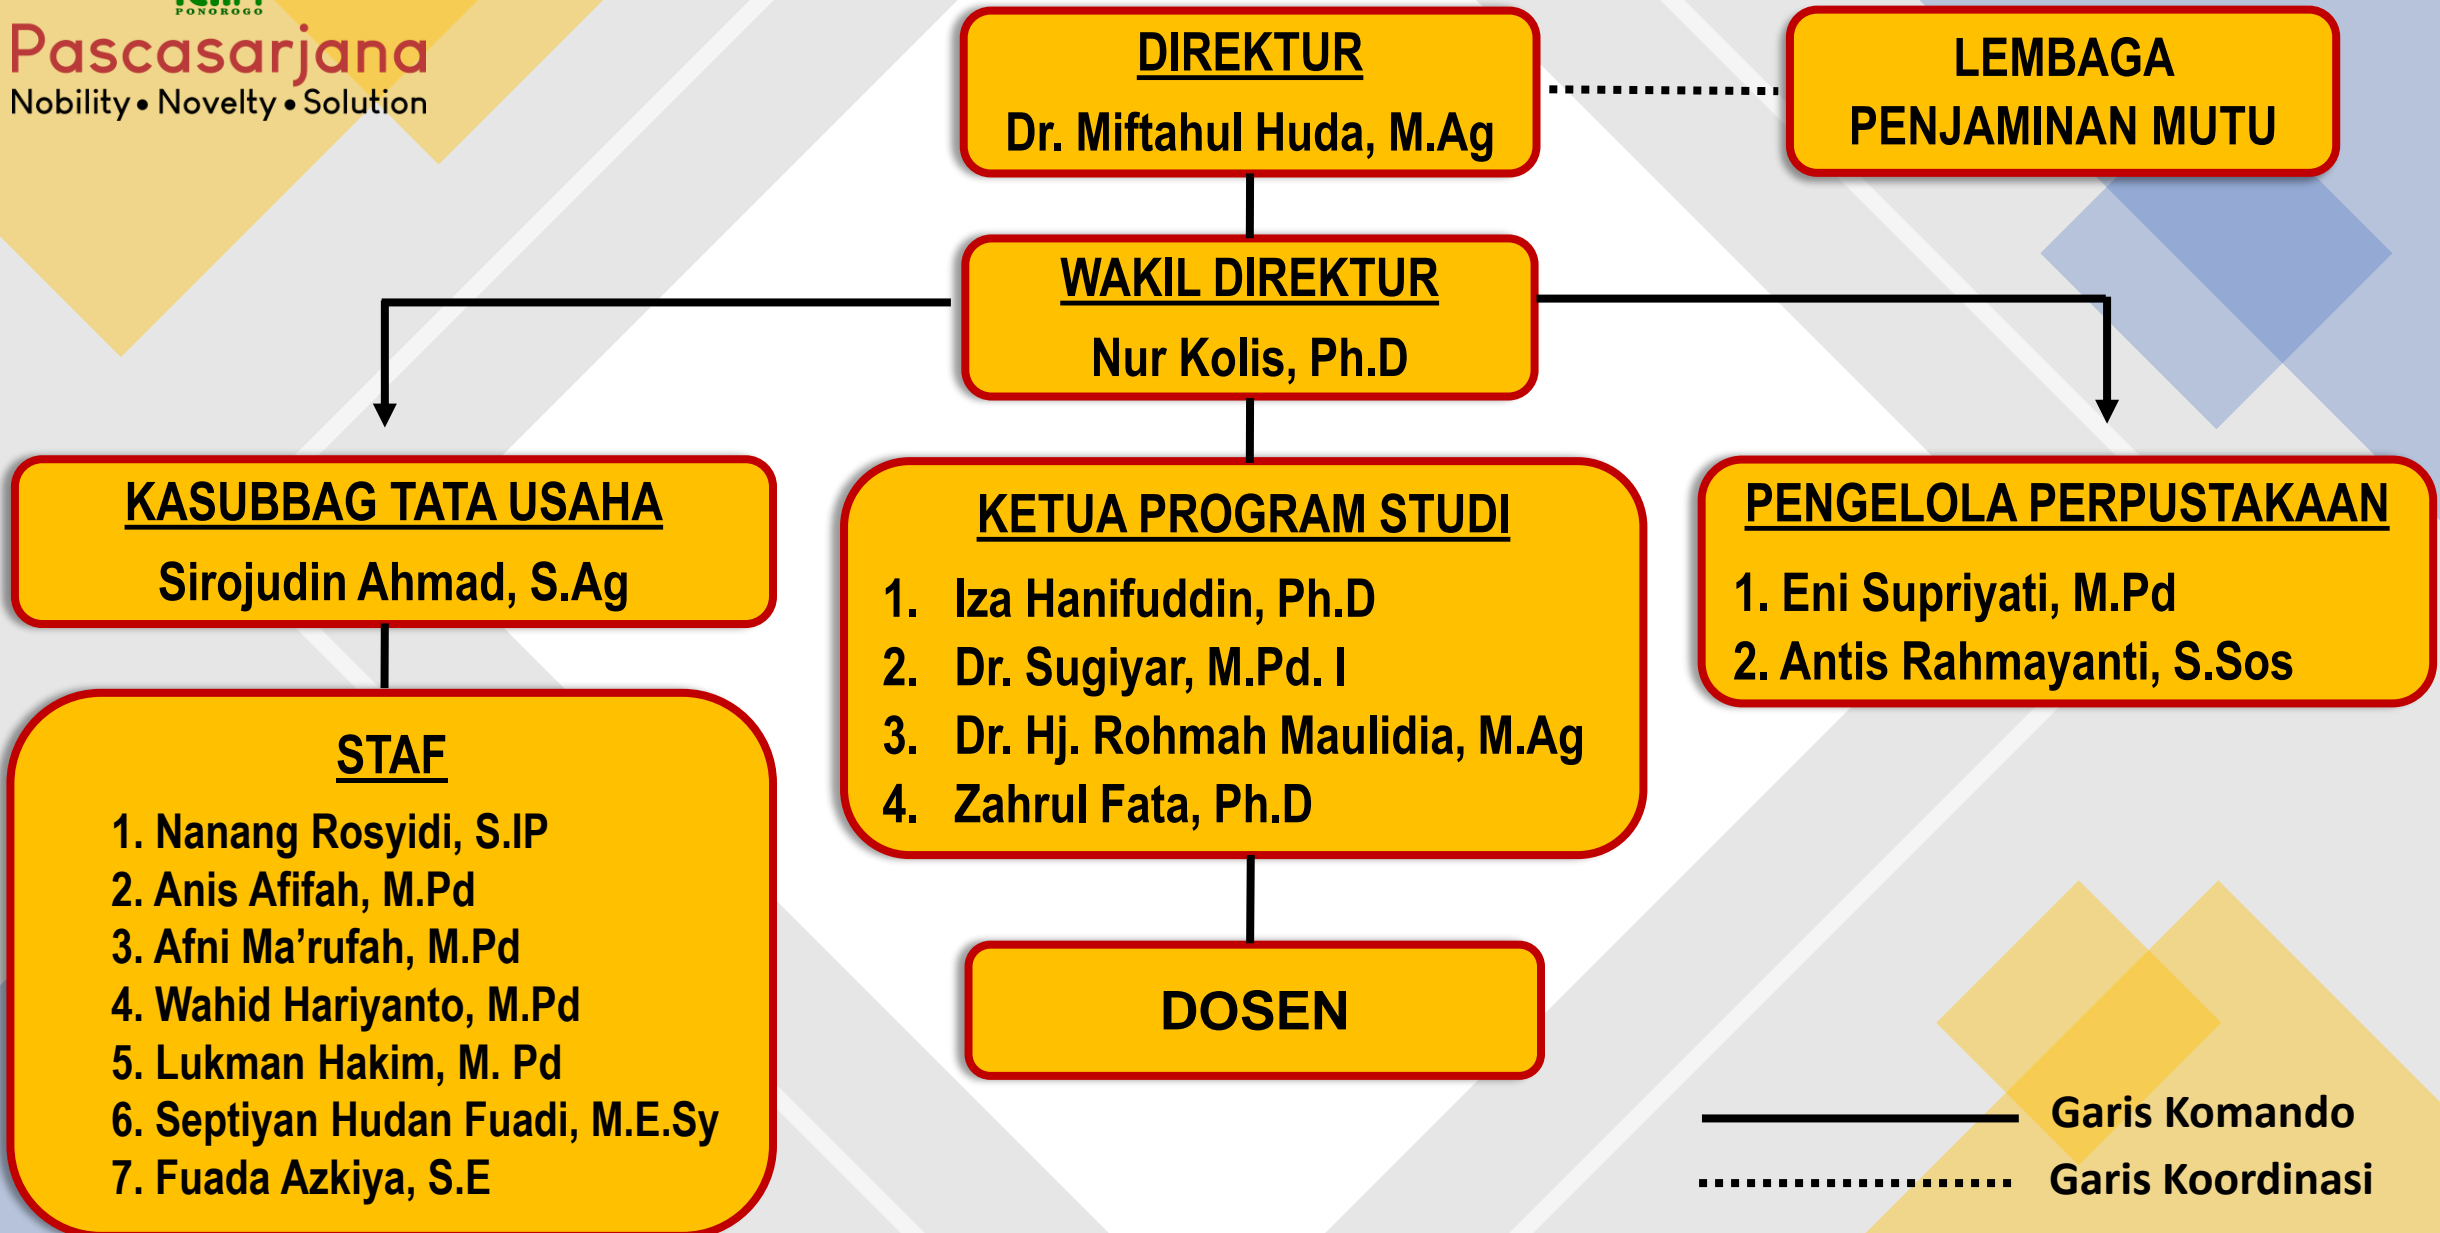 PONOROGO
Pascasarjana
Nobility • Novelty • Solution
DIREKTUR
Dr. Miftahul Huda, M.Ag
LEMBAGA
PENJAMINAN MUTU
WAKIL DIREKTUR
Nur Kolis, Ph.D
KASUBBAG TATA USAHA
Sirojudin Ahmad, S.Ag
KETUA PROGRAM STUDI
1. Iza Hanifuddin, Ph.D
2. Dr. Sugiyar, M.Pd. I
3. Dr. Hj. Rohmah Maulidia, M.Ag
4. Zahrul Fata, Ph.D
PENGELOLA PERPUSTAKAAN
1. Eni Supriyati, M.Pd
2. Antis Rahmayanti, S.Sos
STAF
1. Nanang Rosyidi, S.IP
2. Anis Afifah, M.Pd
3. Afni Ma’rufah, M.Pd
4. Wahid Hariyanto, M.Pd
5. Lukman Hakim, M. Pd
6. Septiyan Hudan Fuadi, M.E.Sy
7. Fuada Azkiya, S.E
DOSEN
Garis Komando
Garis Koordinasi